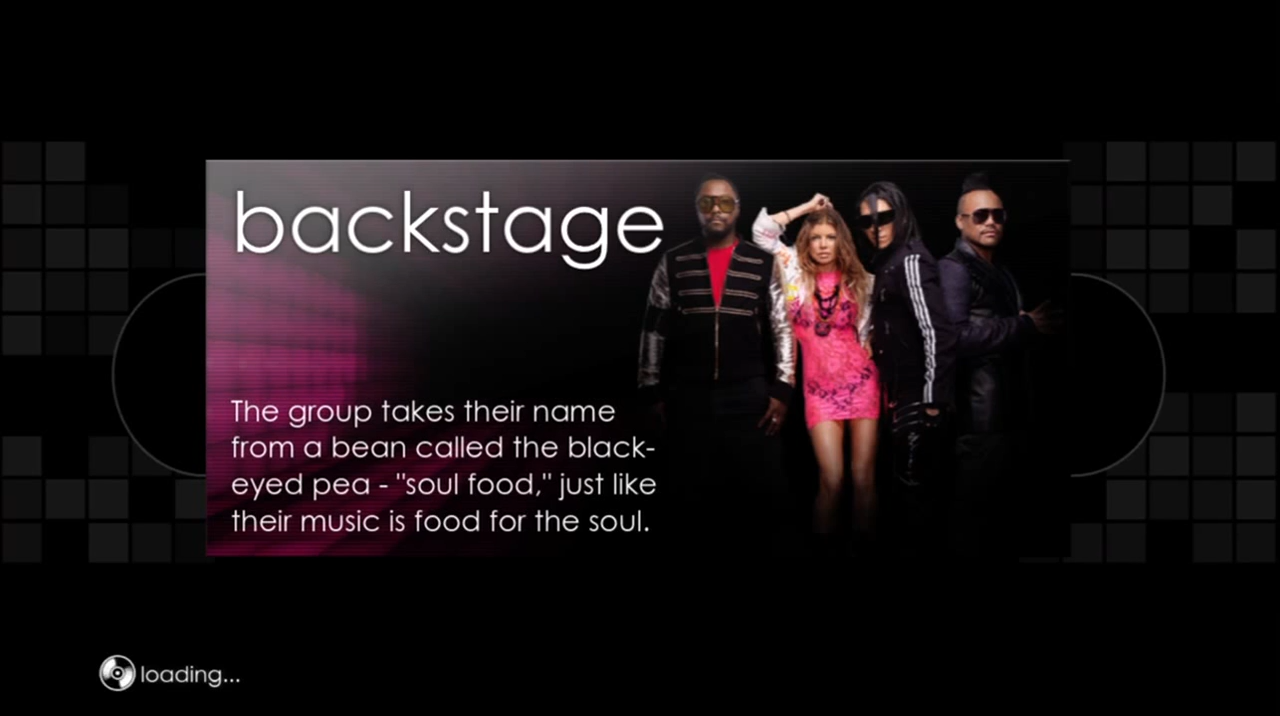 backstage
The group takes their name
from a bean called the black-
eyed pea - "soul food," just like
their music is food for the soul.
loading...